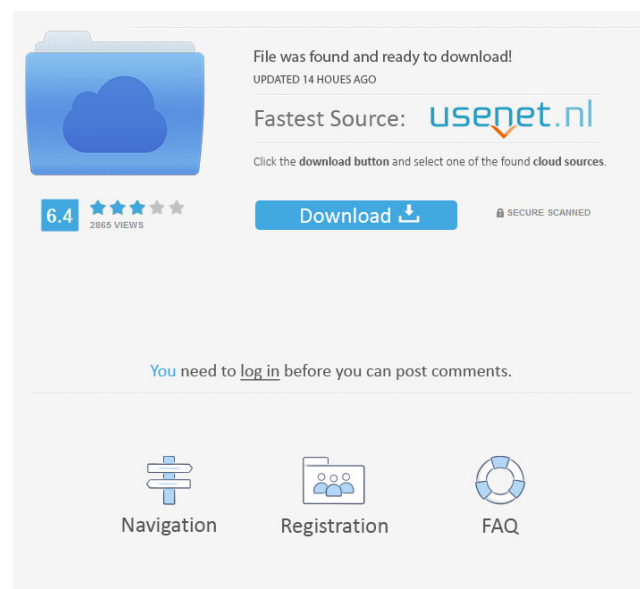 File was found and ready to download!
UPDATED 14 HOUES AGO
Fastest Source: usenet.nl
Click the download button and select one of the found cloud sources.
6.4
2865 VIEWS
Download
SECURE SCANNED
You need to log in before you can post comments.
Navigation
Registration
FAQ